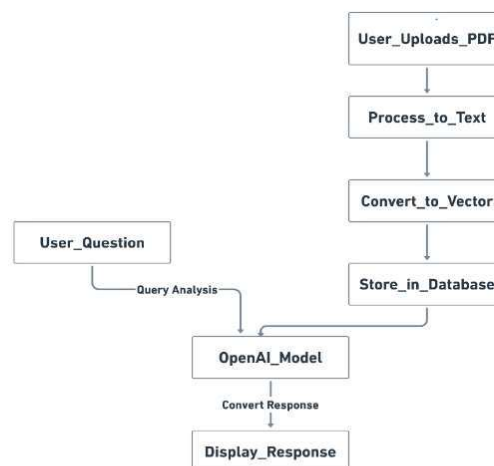 User_Uploads_PDF
Process_to_Text
Convert_to_Vector
User_Question
Query Analysis
Store_in_Database
OpenAI_Model
Convert Response
Display_Response